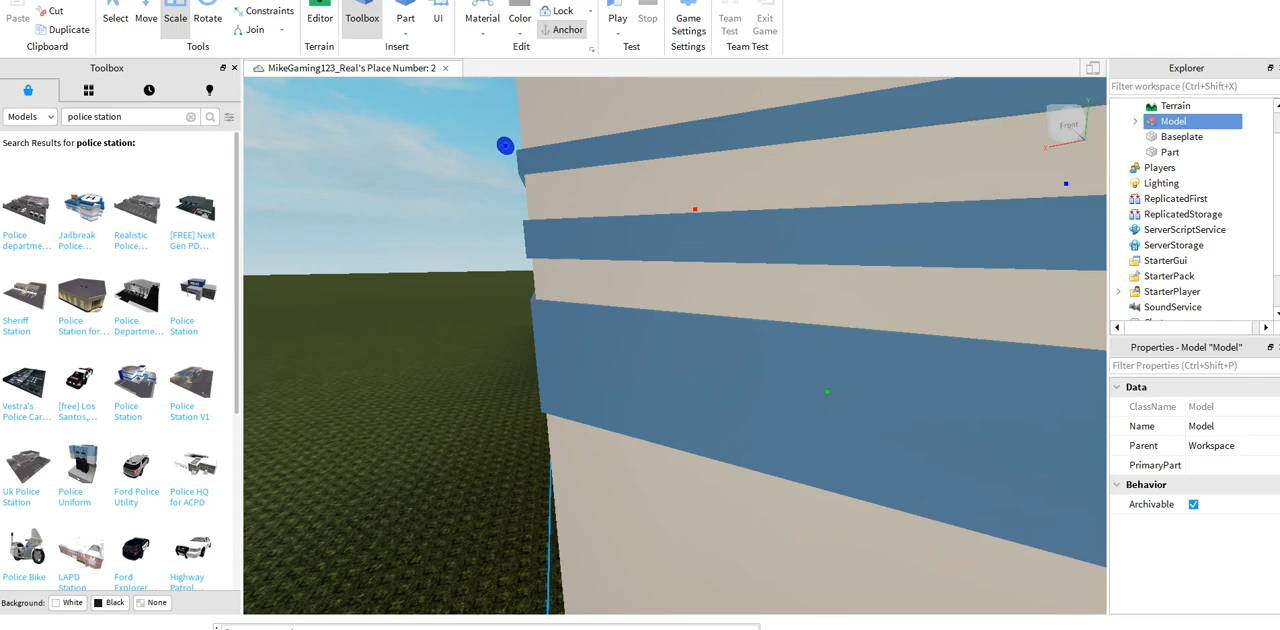 Paste
Cut
Duplicate
Clipboard
Select
Move
Scale
Rotate
Constraints
Join
Tools
Editor
Terrain
Toolbox
Part
UI
Insert
Material
Color
Lock
Anchor
Edit
Play
Stop
Test
Game
Settings
Settings
Team
Test
Exit
Game
Team Test
Toolbox
MikeGaming123_Real's Place Number: 2
Models
police station
Search Results for police station:
Police
departme...
Jailbreak
Police...
Realistic
Police...
[FREE] Next
Gen PD...
Sheriff
Station
Police
Station for...
Police
Departme...
Police
Station
Vestra's
Police Car...
[free] Los
Santos,...
Police
Station
Police
Station V1
Uk Police
Station
Police
Uniform
Ford Police
Utility
Police HQ
for ACPD
Police Bike
LAPD
Station
Ford
Explorer...
Highway
Patrol...
Background:
White
Black
None
Front
X
Y
Explorer
Filter workspace (Ctrl+Shift+X)
Terrain
Model
Baseplate
Part
Players
Lighting
ReplicatedFirst
ReplicatedStorage
ServerScriptService
ServerStorage
StarterGui
StarterPack
StarterPlayer
SoundService
Properties - Model "Model"
Filter Properties (Ctrl+Shift+P)
Data
ClassName Model
Name Model
Parent Workspace
PrimaryPart
Behavior
Archivable